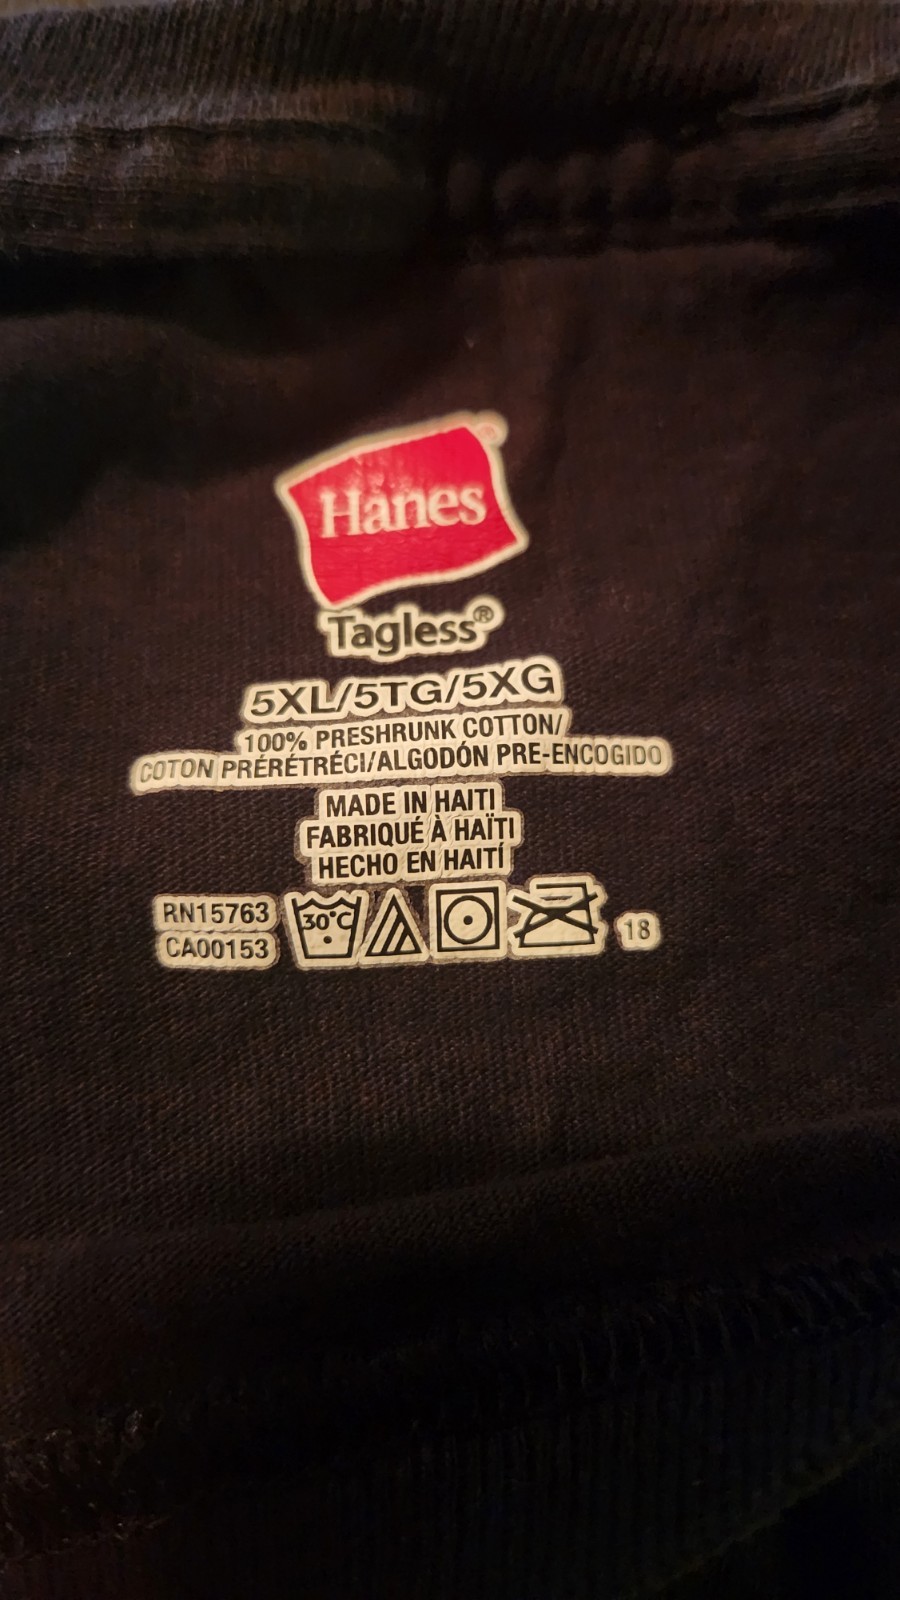 Hanes
Tagless®
5XL/5TG/5XG
100% PRESHRUNK COTTON/
COTON PRÉRÉTRÉCI/ALGODÓN PRE-ENCOGIDO
MADE IN HAITI
FABRIQUÉ À HAÏTI
HECHO EN HAITÍ
RN15763
CA00153
30°C
18